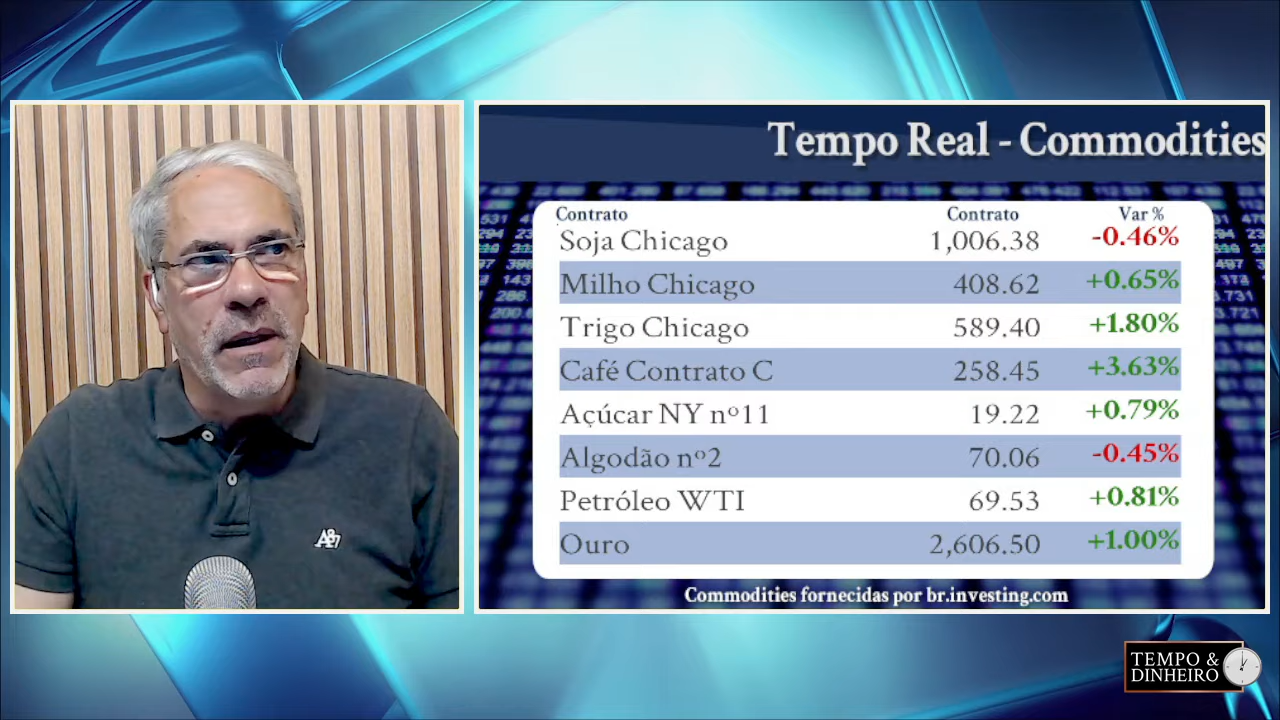 Tempo Real - Commodities
Contrato Contrato Var %
Soja Chicago 1,006.38 -0.46%
Milho Chicago 408.62 +0.65%
Trigo Chicago 589.40 +1.80%
Café Contrato C 258.45 +3.63%
Açúcar NY nº11 19.22 +0.79%
Algodão nº2 70.06 -0.45%
Petróleo WTI 69.53 +0.81%
Ouro 2,606.50 +1.00%
Commodities fornecidas por br.investing.com
TEMPO &
DINHEIRO